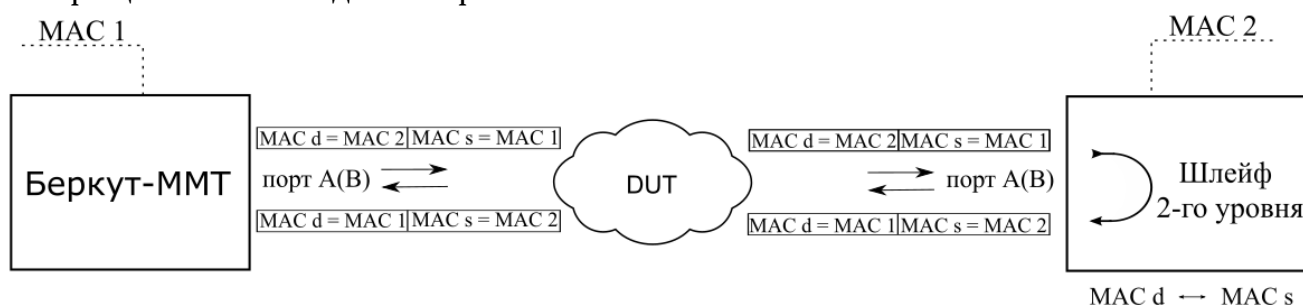 MAC 1
MAC 2
MAC d = MAC 2 MAC s = MAC 1
MAC d = MAC 2 MAC s = MAC 1
Беркут-ММТ
порт А(В)
DUT
порт А(В)
Шлейф
2-го уровня
MAC d = MAC 1 MAC s = MAC 2
MAC d = MAC 1 MAC s = MAC 2
MAC d ↔ MAC s